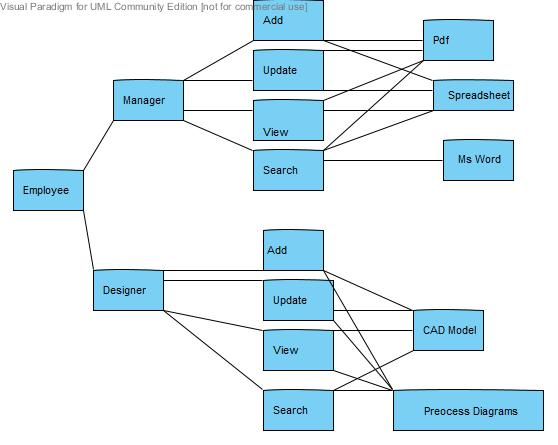 Visual Paradigm for UML Community Edition [not for commercial use]
Add
Pdf
Update
Manager
Spreadsheet
View
Search
Ms Word
Employee
Add
Designer
Update
CAD Model
View
Search
Preocess Diagrams